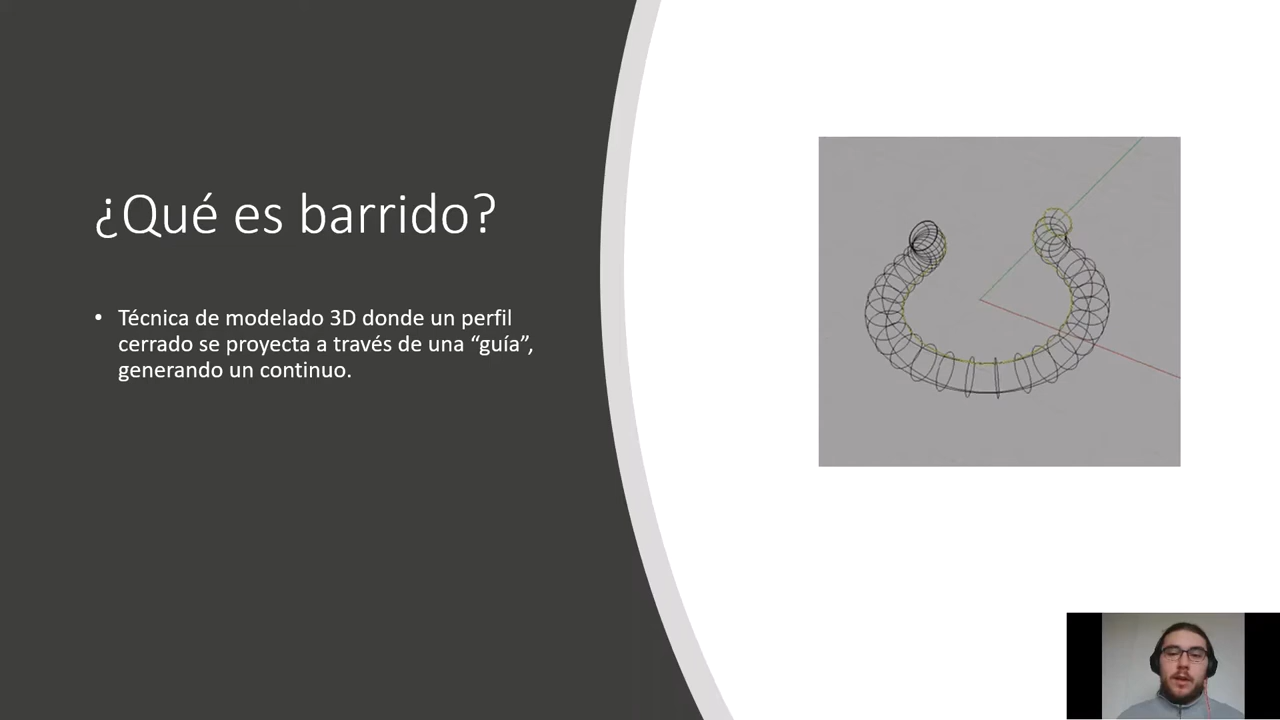 ¿Qué es barrido?
• Técnica de modelado 3D donde un perfil
cerrado se proyecta a través de una “guía”,
generando un continuo.